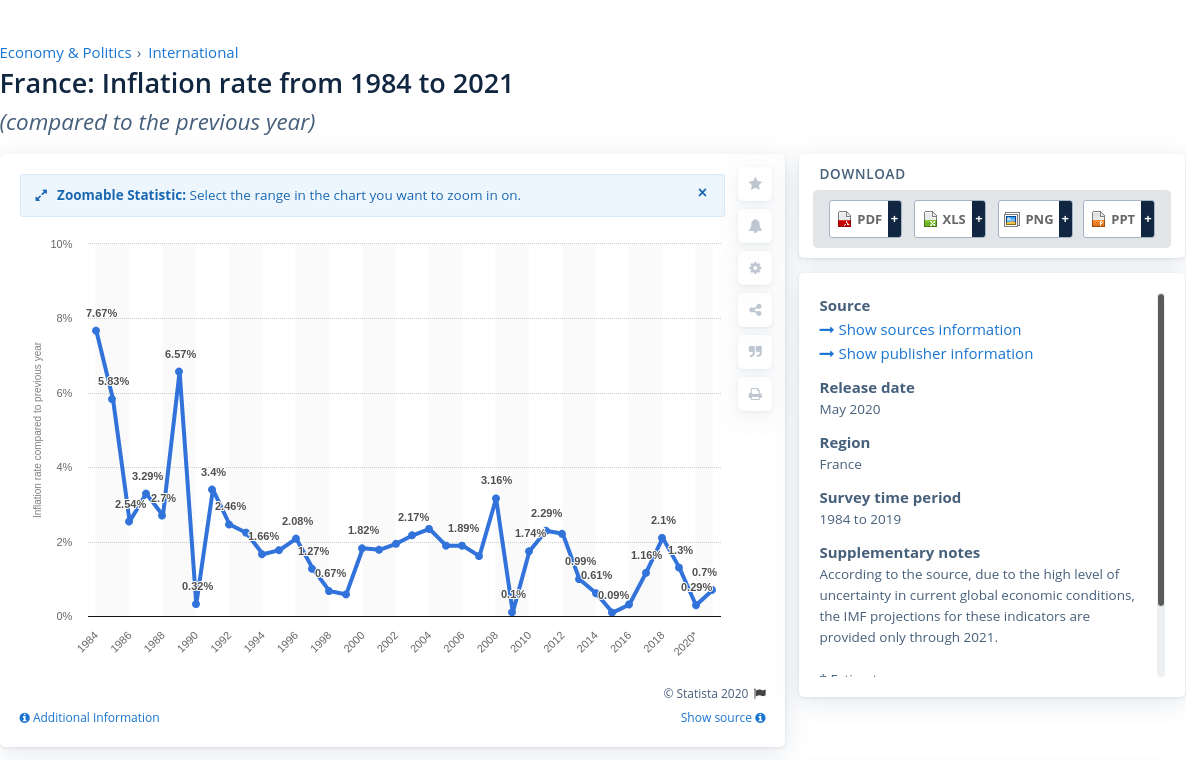 Economy & Politics › International
France: Inflation rate from 1984 to 2021
(compared to the previous year)
Zoomable Statistic: Select the range in the chart you want to zoom in on. ×
Inflation rate compared to previous year
10%
8%
6%
4%
2%
0%
7.67%
5.83%
2.54%
3.29%
2.7%
6.57%
0.32%
3.4%
2.46%
1.66%
2.08%
1.27%
0.67%
1.82%
2.17%
1.89%
3.16%
0.1%
1.74%
2.29%
0.99%
0.61%
0.09%
1.16%
2.1%
1.3%
0.29%
0.7%
1984 1986 1988 1990 1992 1994 1996 1998 2000 2002 2004 2006 2008 2010 2012 2014 2016 2018 2020*
© Statista 2020
Additional Information Show source
DOWNLOAD
PDF + XLS + PNG + PPT +
Source
Show sources information
Show publisher information
Release date
May 2020
Region
France
Survey time period
1984 to 2019
Supplementary notes
According to the source, due to the high level of
uncertainty in current global economic conditions,
the IMF projections for these indicators are
provided only through 2021.